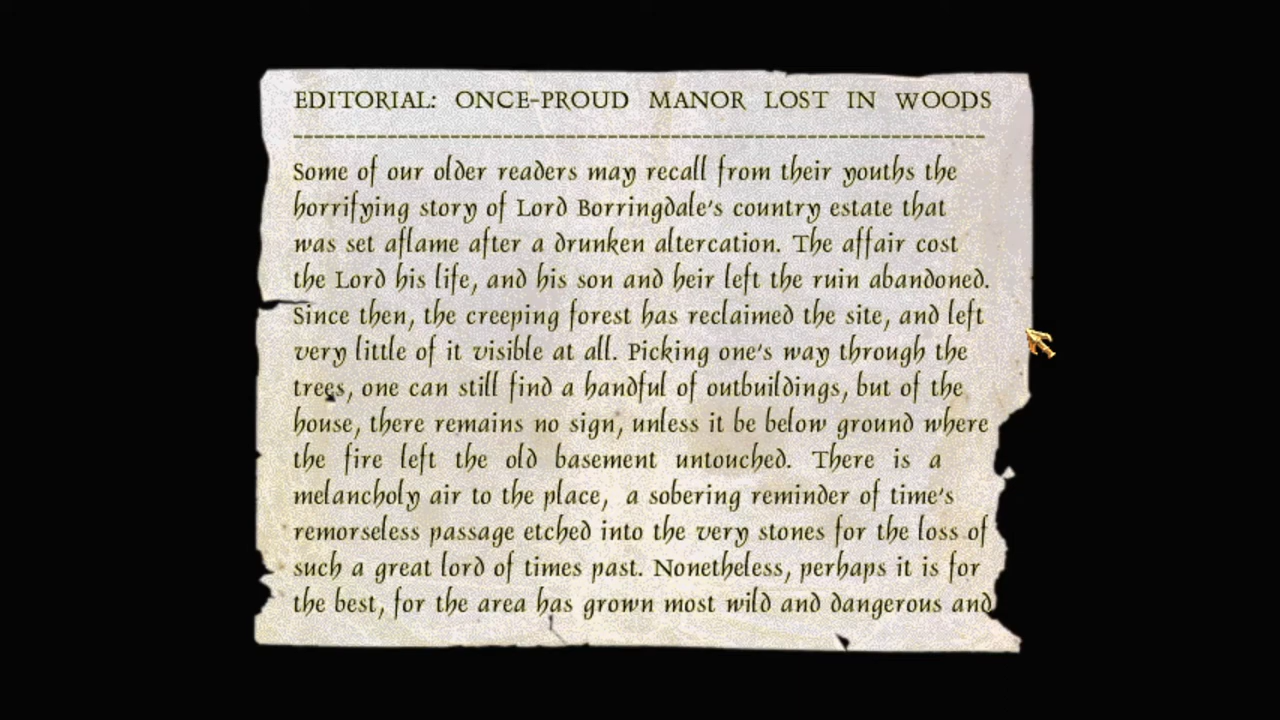 EDITORIAL: ONCE-PROUD MANOR LOST IN WOODS
--------------------------------------------------------------------------------
Some of our older readers may recall from their youths the
horrifying story of Lord Borringdale's country estate that
was set aflame after a drunken altercation. The affair cost
the Lord his life, and his son and heir left the ruin abandoned.
Since then, the creeping forest has reclaimed the site, and left
very little of it visible at all. Picking one's way through the
trees, one can still find a handful of outbuildings, but of the
house, there remains no sign, unless it be below ground where
the fire left the old basement untouched. There is a
melancholy air to the place, a sobering reminder of time's
remorseless passage etched into the very stones for the loss of
such a great lord of times past. Nonetheless, perhaps it is for
the best, for the area has grown most wild and dangerous and